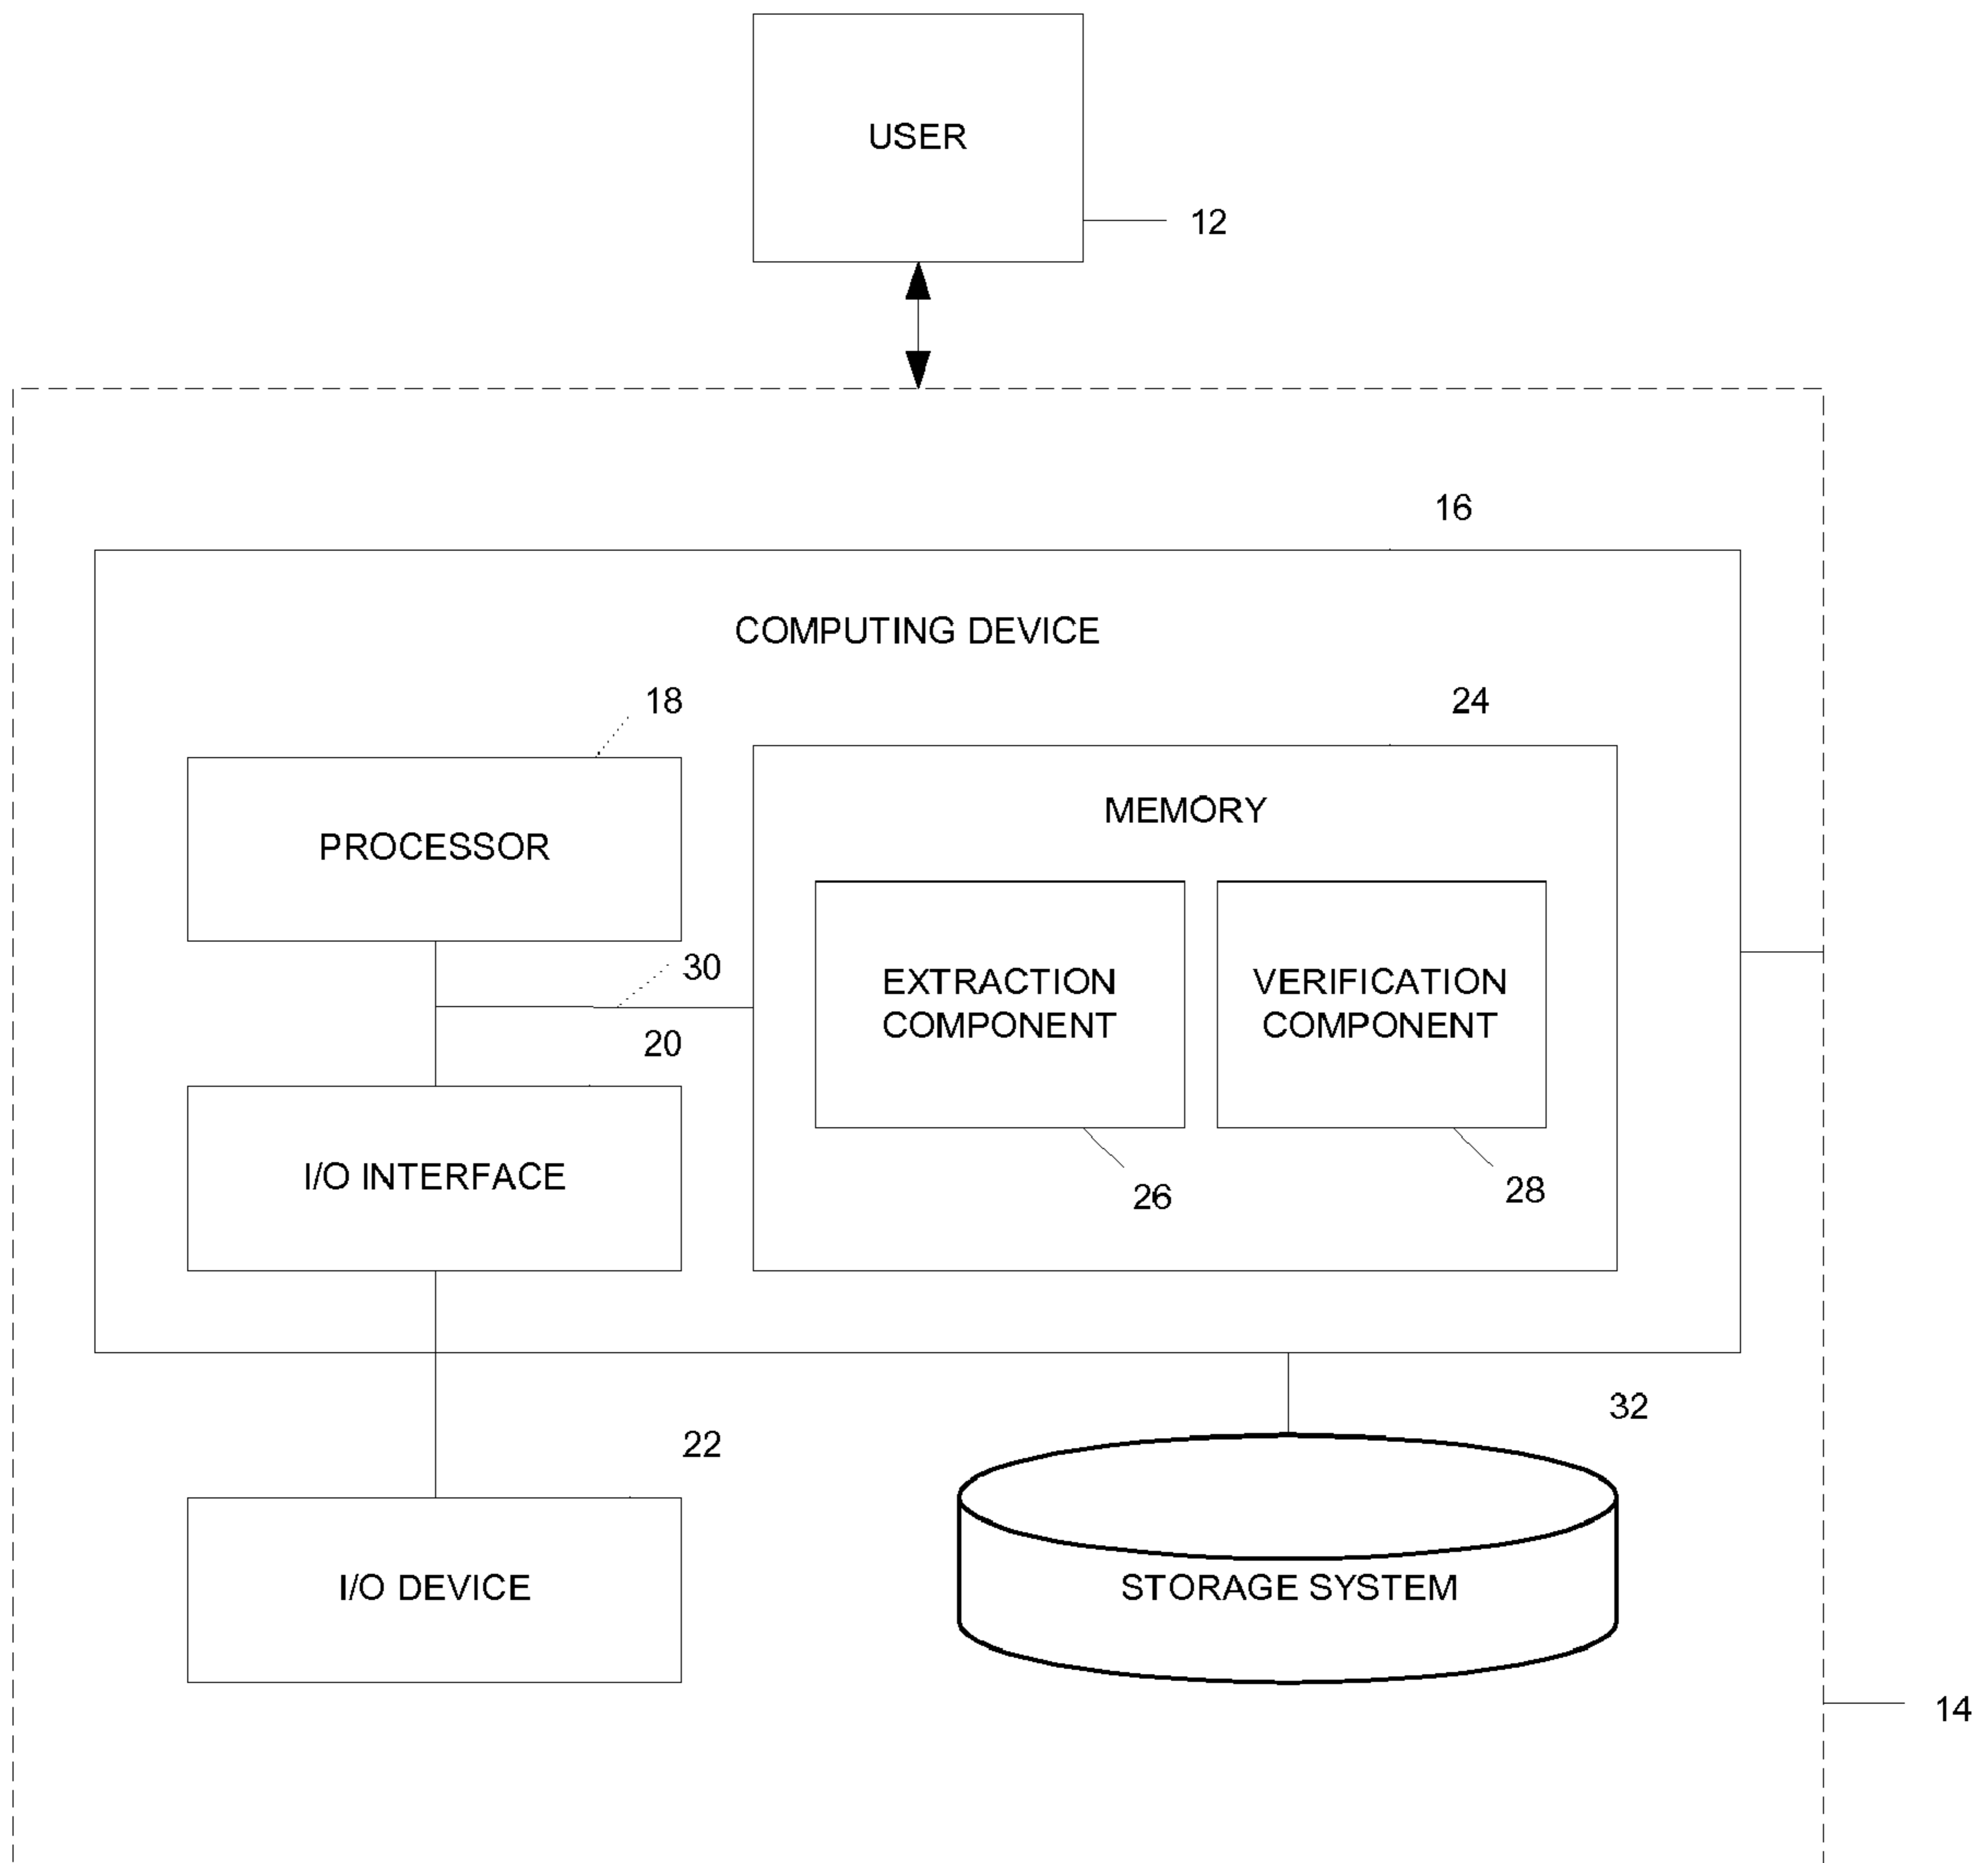 USER
12
16
COMPUTING DEVICE
18
24
PROCESSOR
MEMORY
30
EXTRACTION
COMPONENT
VERIFICATION
COMPONENT
20
I/O INTERFACE
26
28
32
22
I/O DEVICE
STORAGE SYSTEM
14